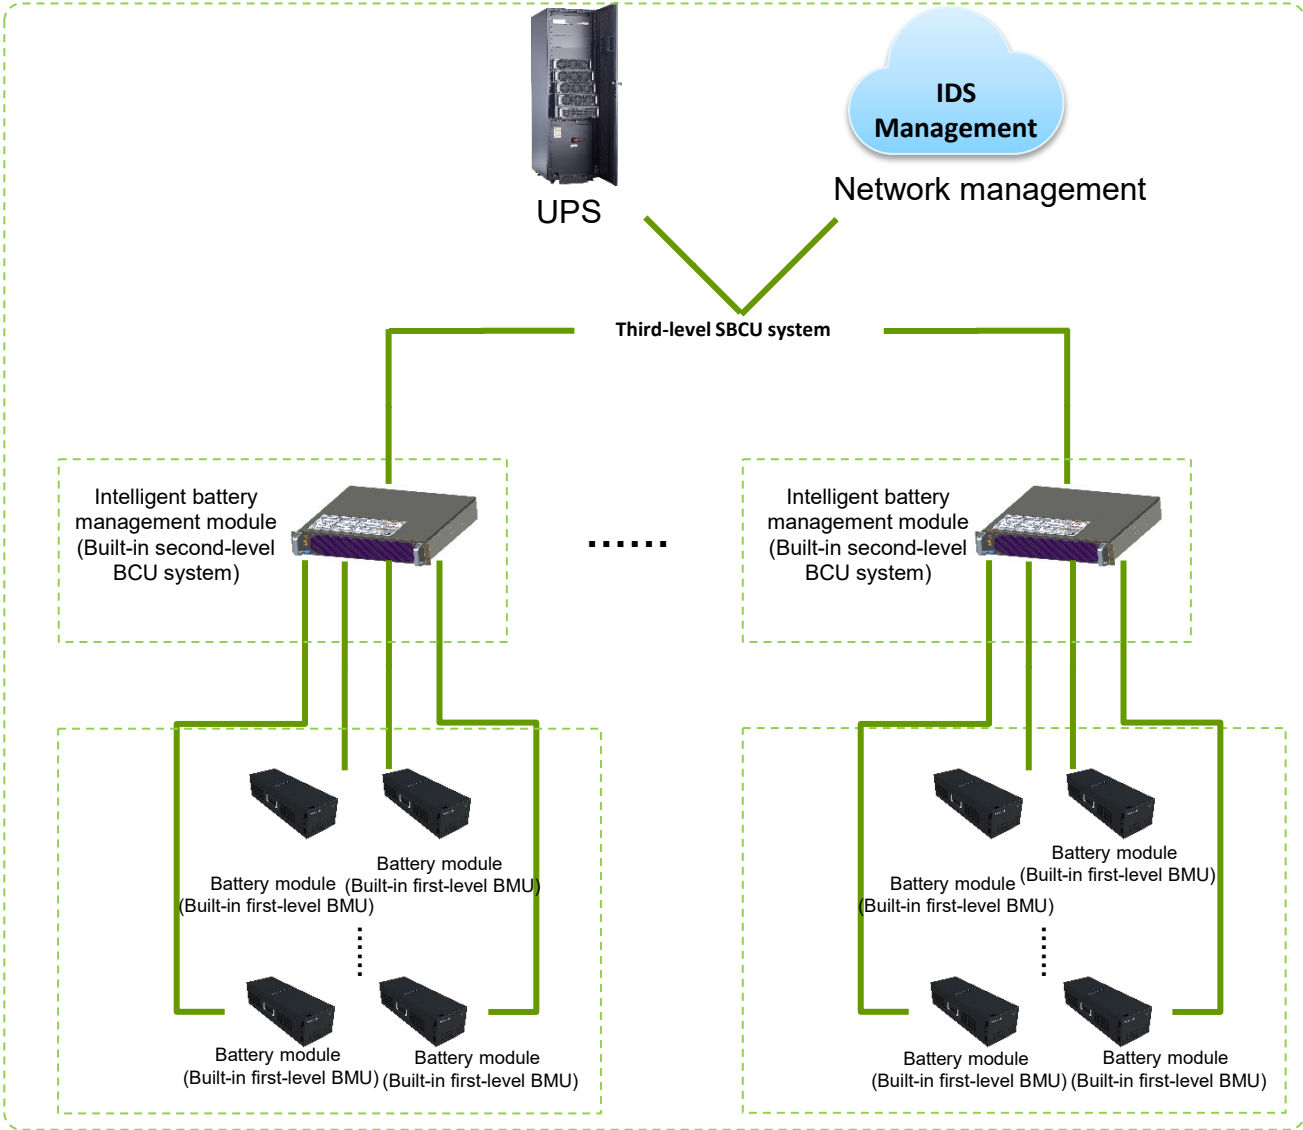 IDS
Management
UPS
Network management
Third-level SBCU system
Intelligent battery
management module
(Built-in second-level
BCU system)
......
Intelligent battery
management module
(Built-in second-level
BCU system)
Battery module
(Built-in first-level BMU)
Battery module
(Built-in first-level BMU)
Battery module
(Built-in first-level BMU)
Battery module
(Built-in first-level BMU)
Battery module
(Built-in first-level BMU)
Battery module
(Built-in first-level BMU)
Battery module
(Built-in first-level BMU)
Battery module
(Built-in first-level BMU)